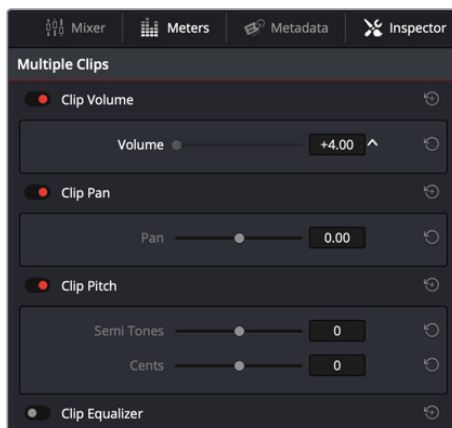 Mixer Meters Metadata Inspector
Multiple Clips
Clip Volume
Volume +4.00
Clip Pan
Pan 0.00
Clip Pitch
Semi Tones 0
Cents 0
Clip Equalizer